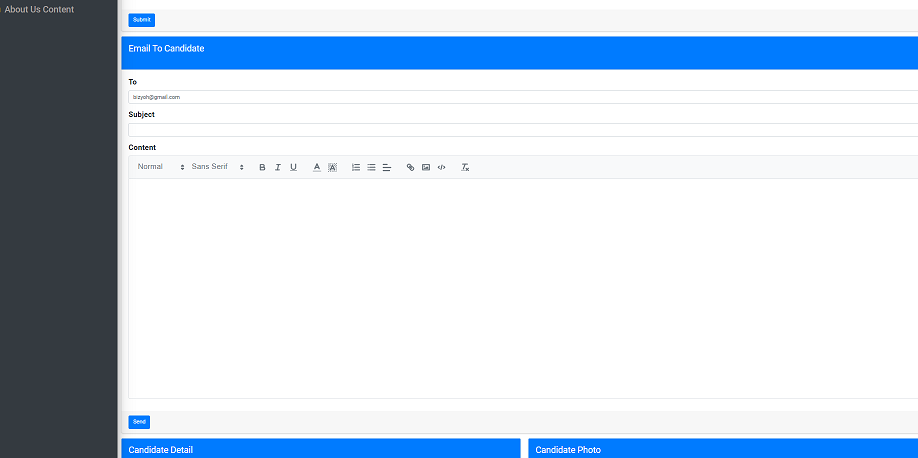 About Us Content
Submit
Email To Candidate
To
bizyoh@gmail.com
Subject
Content
Normal Sans Serif B I U A A
Send
Candidate Detail Candidate Photo